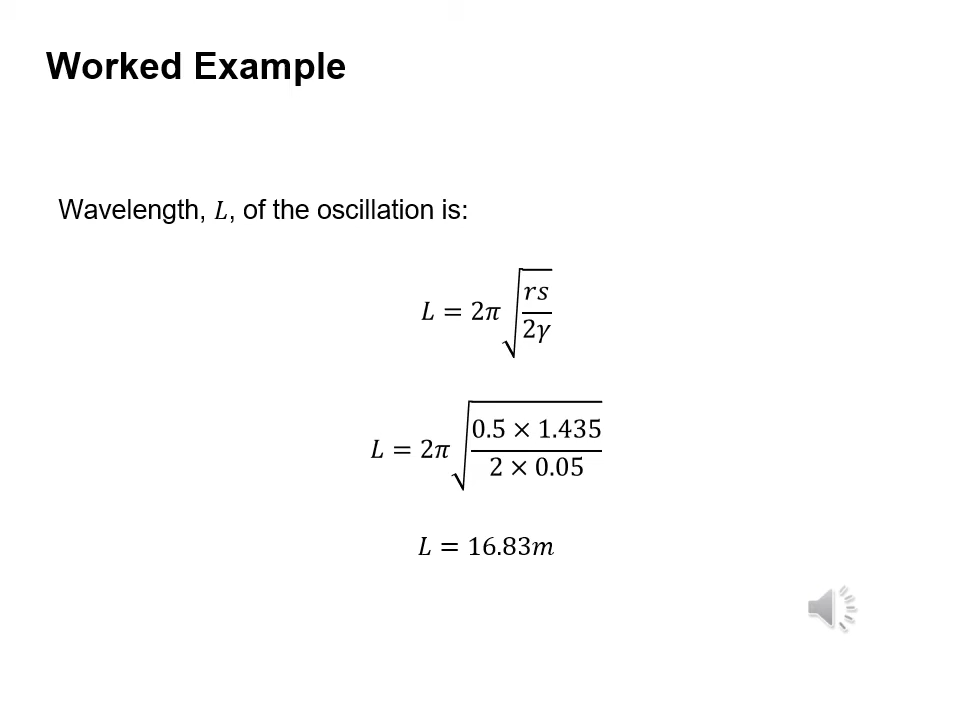 Worked Example
Wavelength, L, of the oscillation is:
L = 2π√(rs/2γ)
L = 2π√(0.5 × 1.435/2 × 0.05)
L = 16.83m